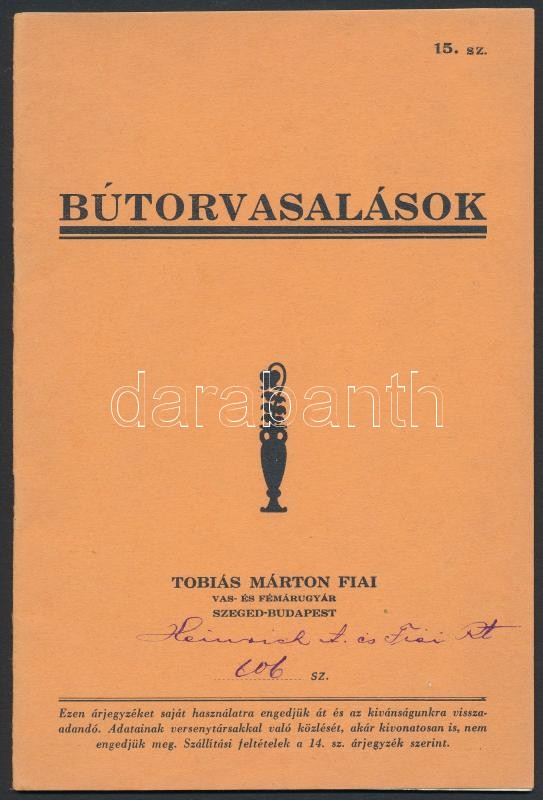 15. sz.
BÚTORVASALÁSOK
darabanth
TOBIÁS MÁRTON FIAI
VAS- ÉS FÉMÁRUGYÁR
SZEGED-BUDAPEST
Heinrich A. és Fiai Rt
606 sz.
Ezen árjegyzéket saját használatra engedjük át és az kivánságunkra vissza-
adandó. Adatainak versenytársakkal való közlését, akár kivonatosan is, nem
engedjük meg. Szállítási feltételek a 14. sz. árjegyzék szerint.